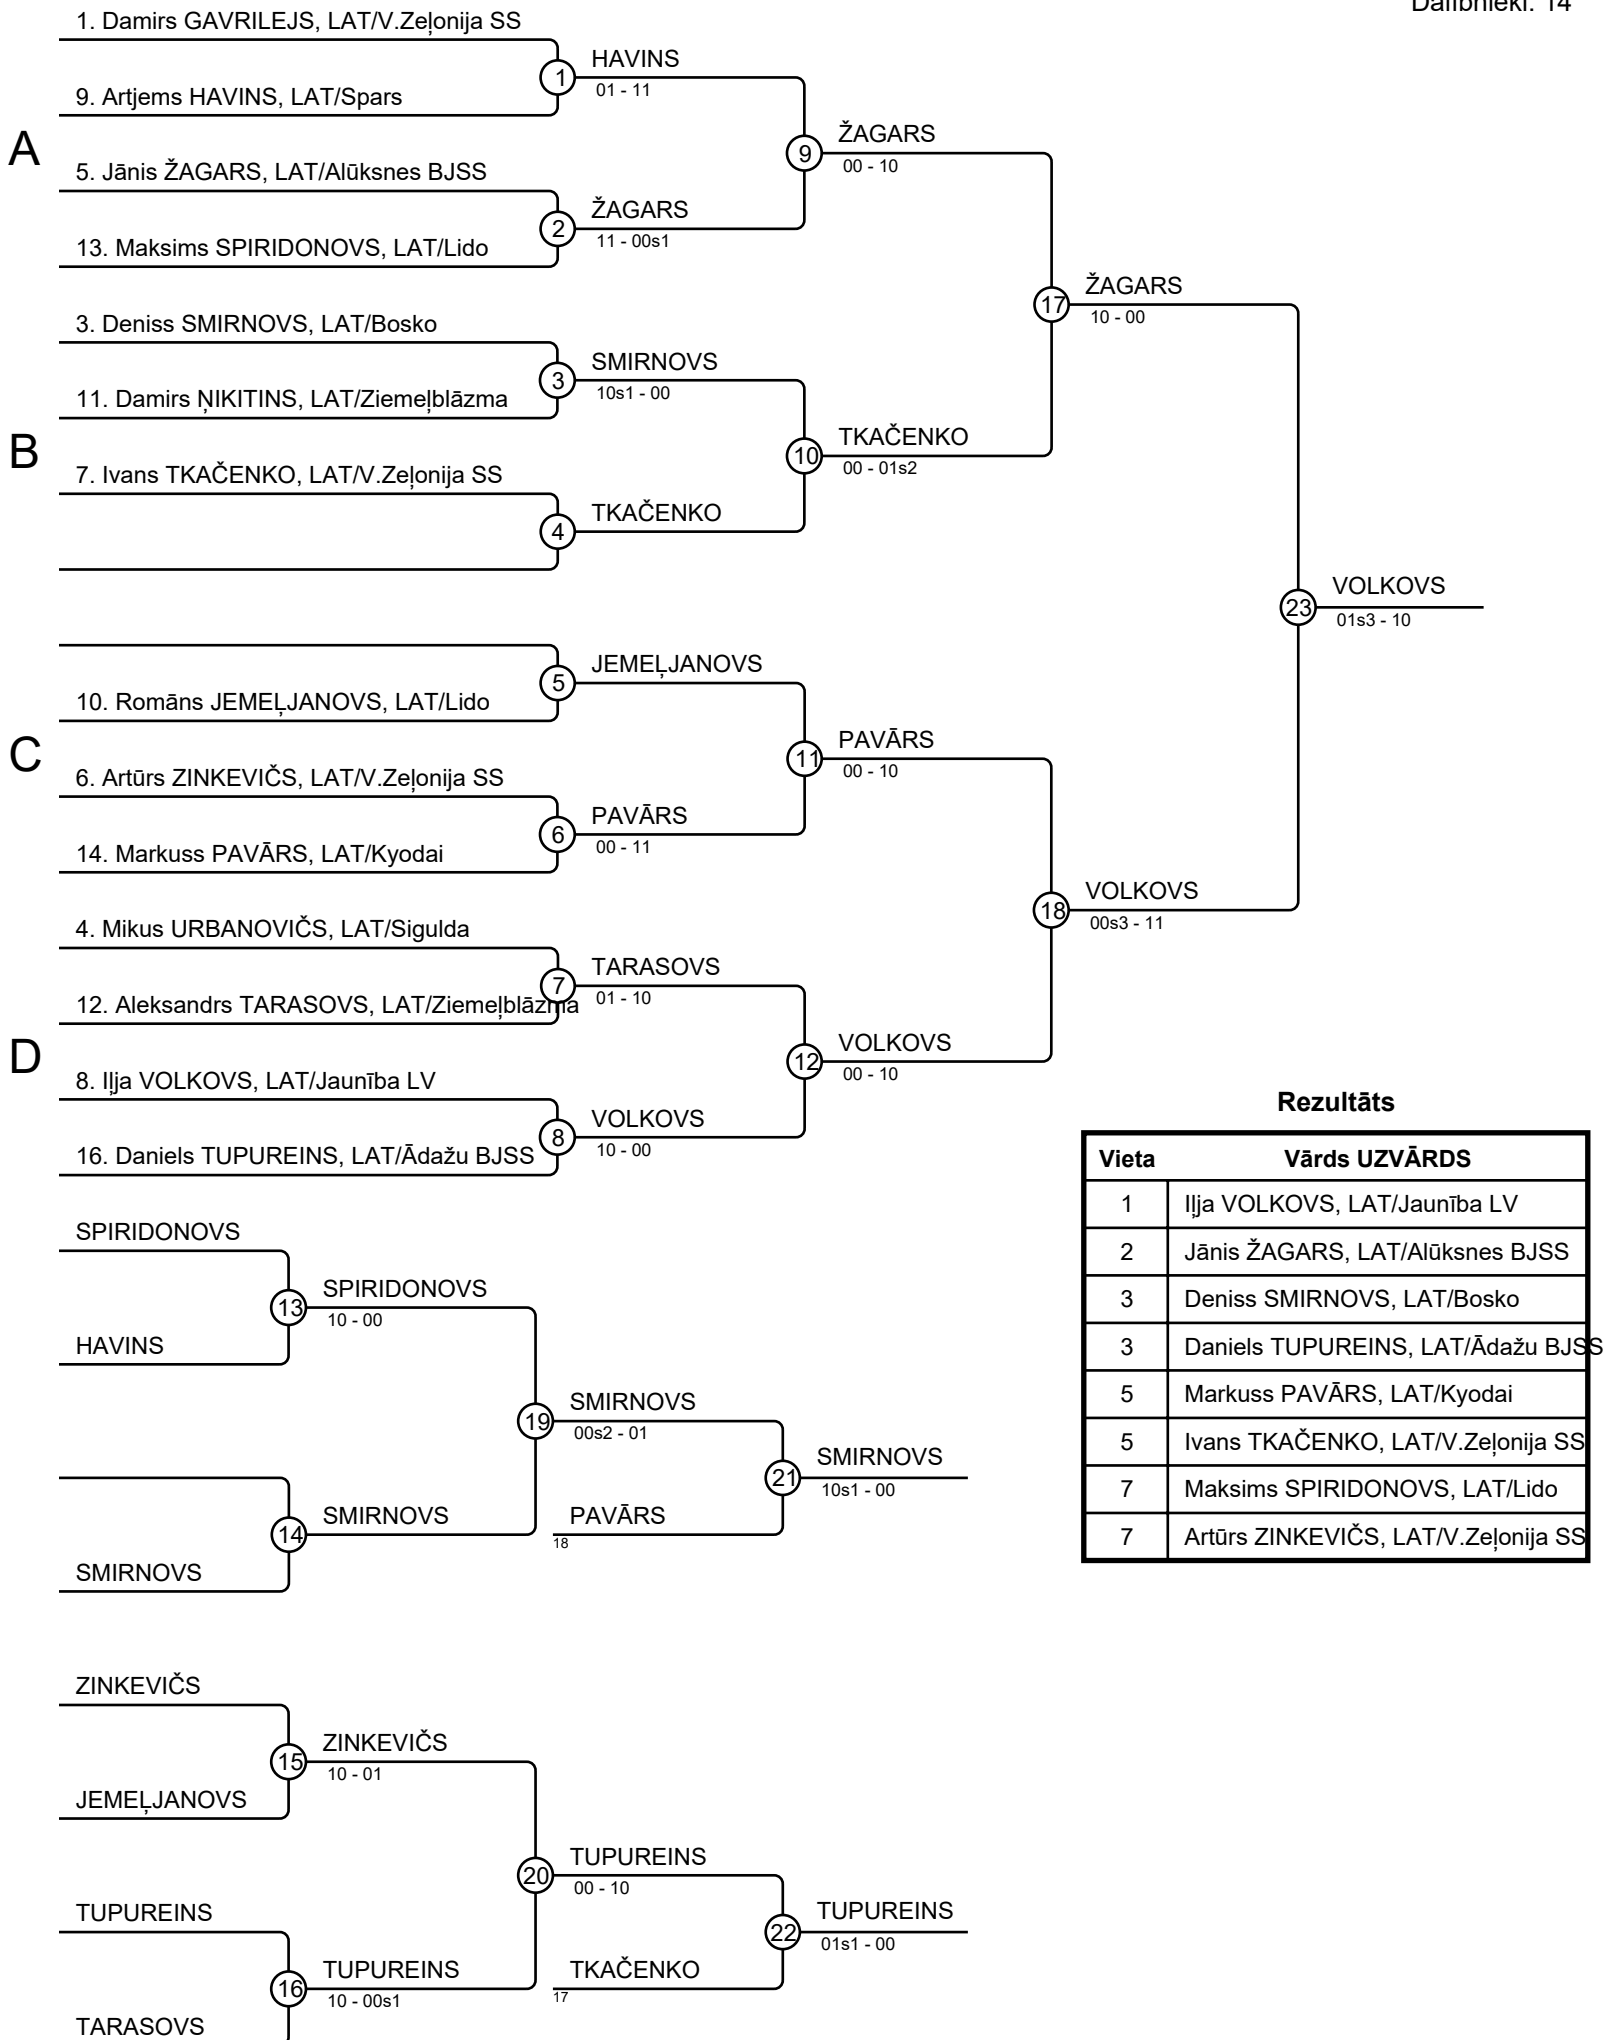 Dalībnieki: 14
1. Damirs GAVRILEJS, LAT/V.Zeļonija SS
HAVINS
1
01 - 11
9. Artjems HAVINS, LAT/Spars
A
ŽAGARS
9
00 - 10
5. Jānis ŽAGARS, LAT/Alūksnes BJSS
ŽAGARS
2
11 - 00s1
13. Maksims SPIRIDONOVS, LAT/Lido
ŽAGARS
17
10 - 00
3. Deniss SMIRNOVS, LAT/Bosko
SMIRNOVS
3
10s1 - 00
11. Damirs ŅIKITINS, LAT/Ziemeļblāzma
B
TKAČENKO
10
00 - 01s2
7. Ivans TKAČENKO, LAT/V.Zeļonija SS
TKAČENKO
4
VOLKOVS
23
01s3 - 10
JEMEĻJANOVS
5
10. Romāns JEMEĻJANOVS, LAT/Lido
C
PAVĀRS
11
00 - 10
6. Artūrs ZINKEVIČS, LAT/V.Zeļonija SS
PAVĀRS
6
00 - 11
14. Markuss PAVĀRS, LAT/Kyodai
VOLKOVS
18
00s3 - 11
4. Mikus URBANOVIČS, LAT/Sigulda
TARASOVS
7
01 - 10
12. Aleksandrs TARASOVS, LAT/Ziemeļblāzma
D
VOLKOVS
12
00 - 10
8. Iļja VOLKOVS, LAT/Jaunība LV
VOLKOVS
8
10 - 00
16. Daniels TUPUREINS, LAT/Ādažu BJSS
Rezultāts
Vieta Vārds UZVĀRDS
1 Iļja VOLKOVS, LAT/Jaunība LV
2 Jānis ŽAGARS, LAT/Alūksnes BJSS
3 Deniss SMIRNOVS, LAT/Bosko
3 Daniels TUPUREINS, LAT/Ādažu BJSS
5 Markuss PAVĀRS, LAT/Kyodai
5 Ivans TKAČENKO, LAT/V.Zeļonija SS
7 Maksims SPIRIDONOVS, LAT/Lido
7 Artūrs ZINKEVIČS, LAT/V.Zeļonija SS
SPIRIDONOVS
SPIRIDONOVS
13
10 - 00
HAVINS
SMIRNOVS
19
00s2 - 01
SMIRNOVS
21
10s1 - 00
SMIRNOVS
14
PAVĀRS
18
SMIRNOVS
ZINKEVIČS
ZINKEVIČS
15
10 - 01
JEMEĻJANOVS
TUPUREINS
20
00 - 10
TUPUREINS
TUPUREINS
22
01s1 - 00
TUPUREINS
16
10 - 00s1
TKAČENKO
17
TARASOVS